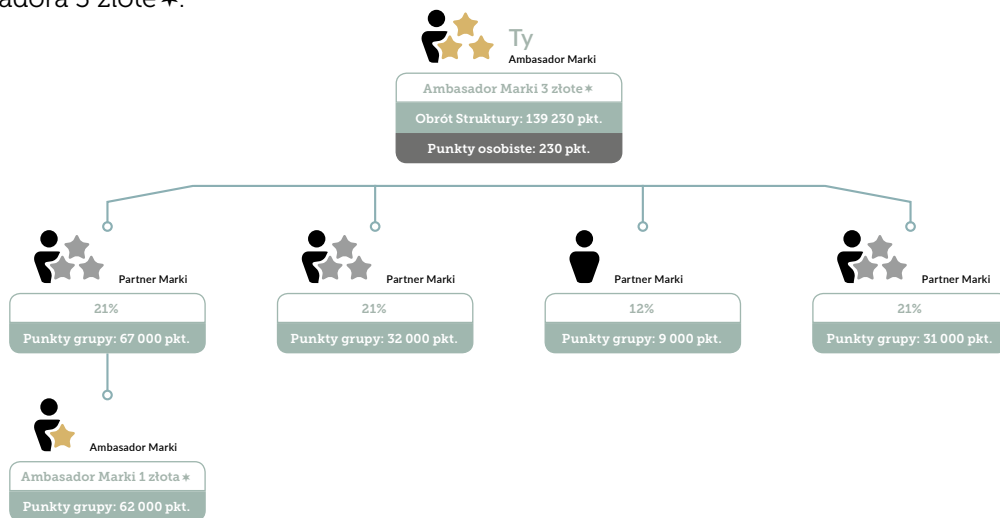 adora 3 złote✶.
Ty
Ambasador Marki
Ambasador Marki 3 złote✶
Obrót Struktury: 139 230 pkt.
Punkty osobiste: 230 pkt.
Partner Marki
21%
Punkty grupy: 67 000 pkt.
Partner Marki
21%
Punkty grupy: 32 000 pkt.
Partner Marki
12%
Punkty grupy: 9 000 pkt.
Partner Marki
21%
Punkty grupy: 31 000 pkt.
Ambasador Marki
Ambasador Marki 1 złota✶
Punkty grupy: 62 000 pkt.